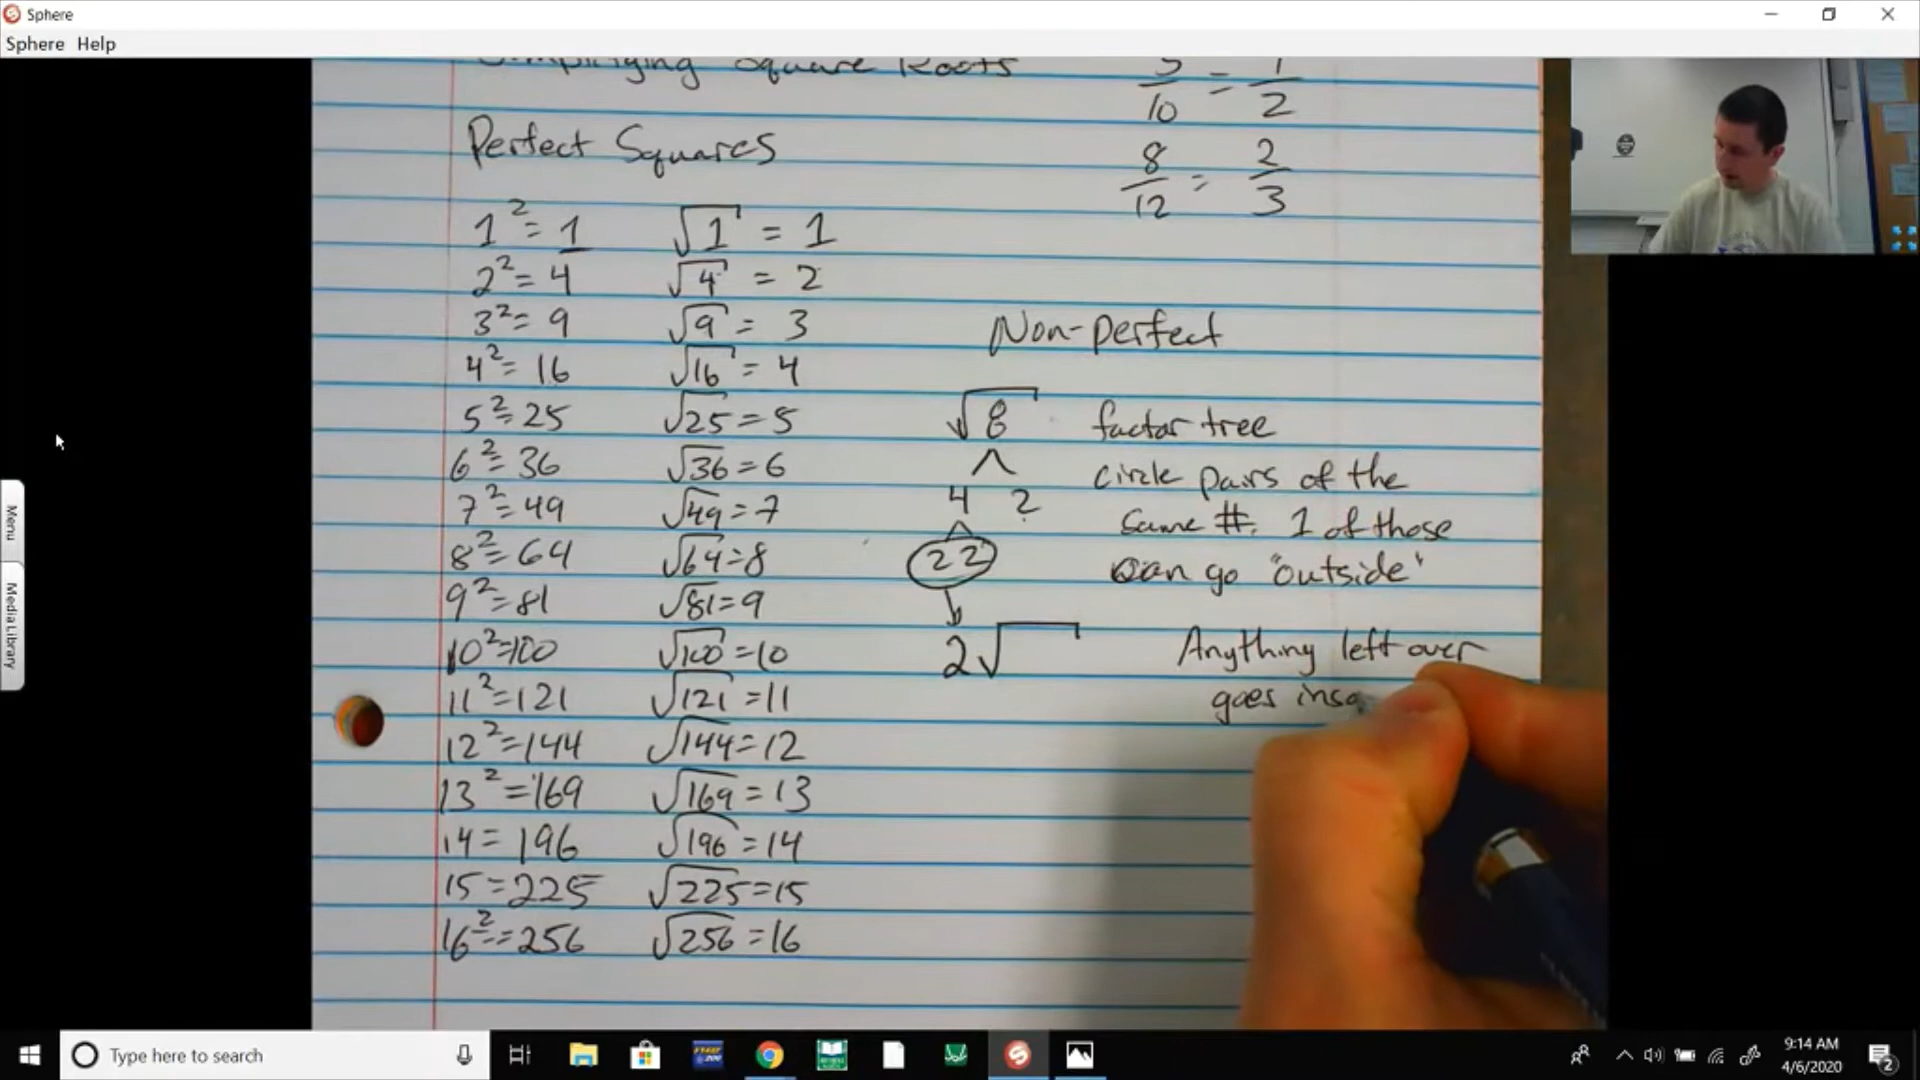 Sphere
Sphere Help
Simplifying Square Roots
5/10 = 1/2
Perfect Squares
8/12 = 2/3
1² = 1 √1 = 1
2² = 4 √4 = 2
3² = 9 √9 = 3
Non-perfect
4² = 16 √16 = 4
5² = 25 √25 = 5
√8 factor tree
6² = 36 √36 = 6
4 2 circle pairs of the
7² = 49 √49 = 7
same #. 1 of those
8² = 64 √64 = 8
22 can go "outside"
9² = 81 √81 = 9
10² = 100 √100 = 10
2√ Anything left over
11² = 121 √121 = 11
goes ins
12² = 144 √144 = 12
13² = 169 √169 = 13
14 = 196 √196 = 14
15 = 225 √225 = 15
16² = 256 √256 = 16
Menu
Media Library
Type here to search
9:14 AM
4/6/2020
2